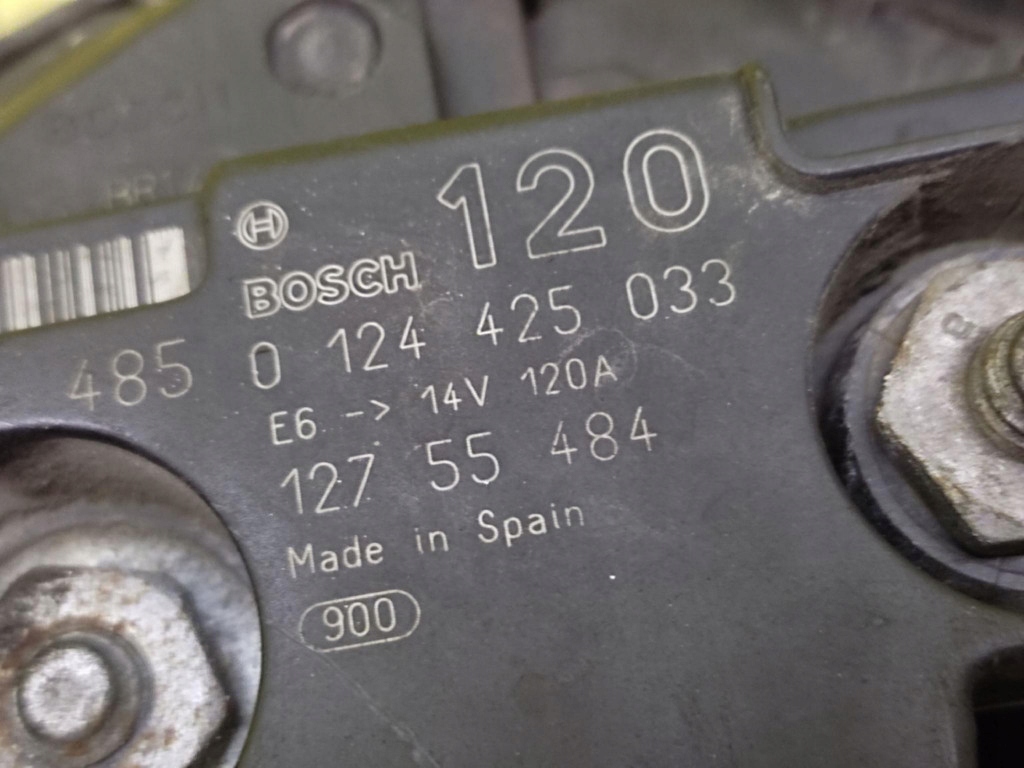 120
BOSCH
485 0 124 425 033
E6 -> 14V 120A
127 55 484
Made in Spain
900